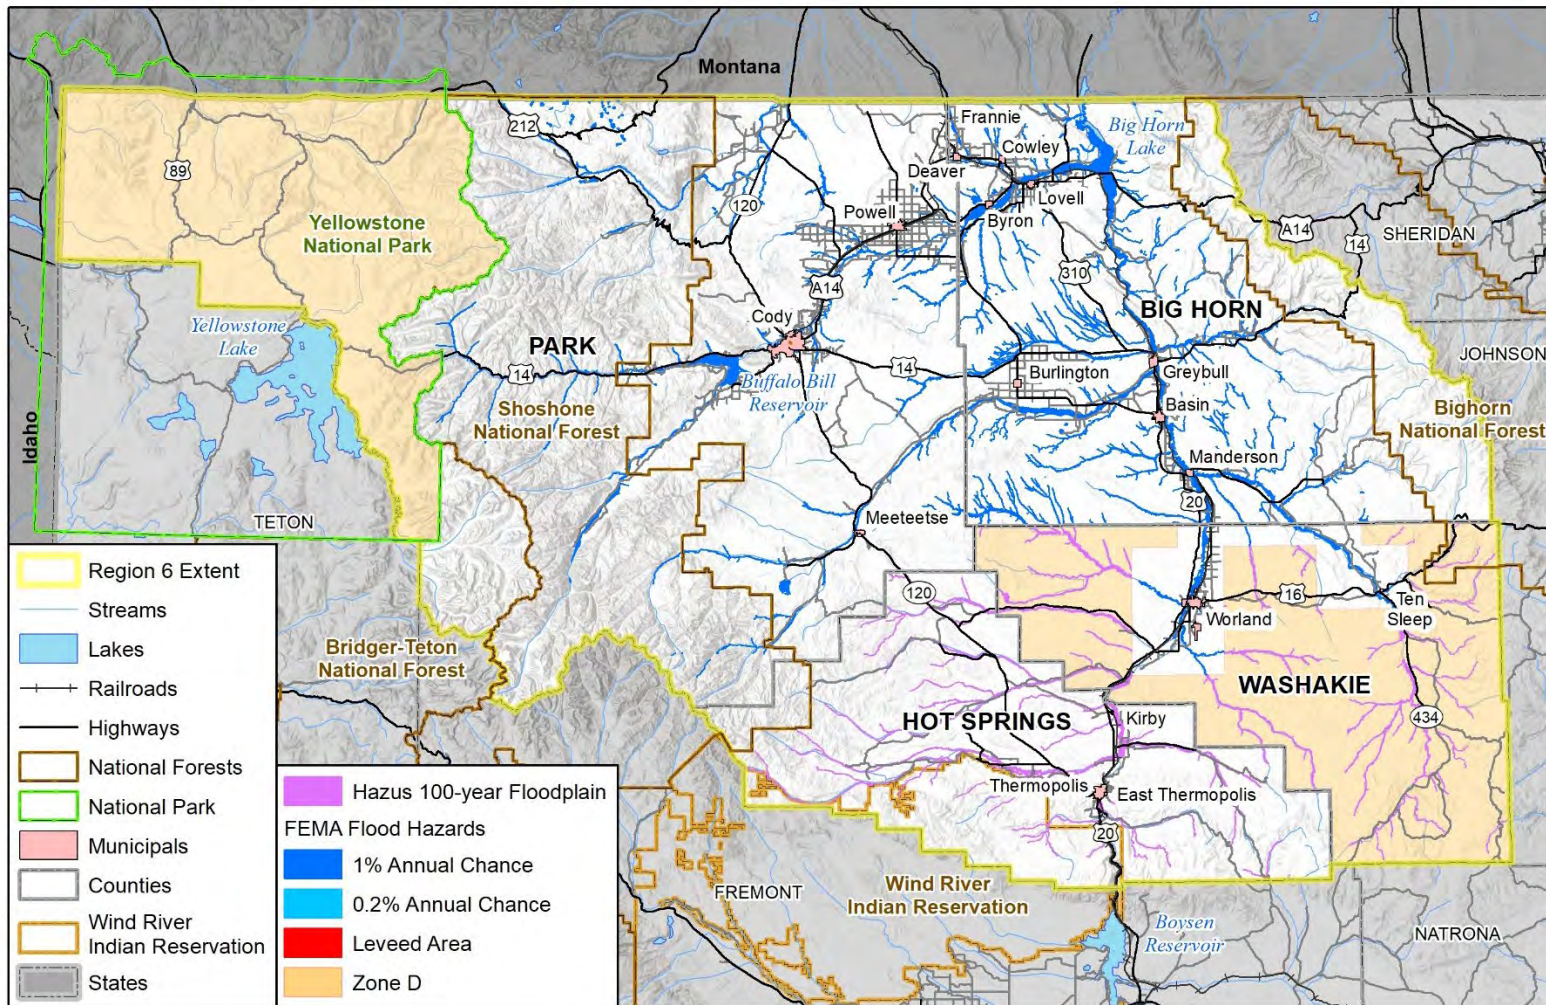 Montana
212
Frannie
Big Horn
Lake
Cowley
89
Deaver
120
Powell
Lovell
Byron
Yellowstone
National Park
A14
SHERIDAN
14
310
A14
Cody
BIG HORN
Yellowstone
Lake
PARK
JOHNSON
14
14
Greybull
Buffalo Bill
Reservoir
Burlington
Shoshone
National Forest
Basin
Bighorn
National Forest
Idaho
Manderson
20
TETON
Meeteetse
120
16
Ten
Sleep
Worland
Bridger-Teton
National Forest
WASHAKIE
HOT SPRINGS
Kirby
434
Thermopolis
East Thermopolis
20
FREMONT
Wind River
Indian Reservation
Boysen
Reservoir
NATRONA
Region 6 Extent
Streams
Lakes
Railroads
Highways
National Forests
National Park
Municipals
Counties
Wind River
Indian Reservation
States
Hazus 100-year Floodplain
FEMA Flood Hazards
1% Annual Chance
0.2% Annual Chance
Leveed Area
Zone D